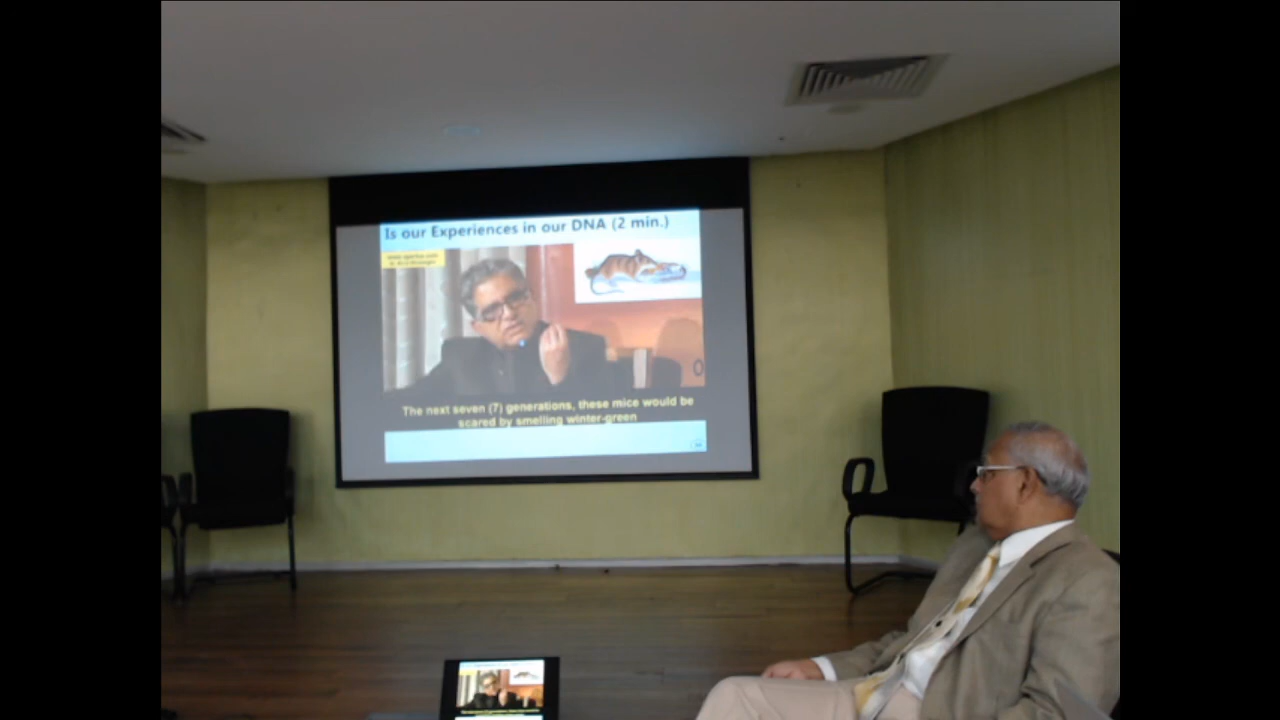 Is our Experiences in our DNA (2 min.)
The next seven (7) generations, these mice would be
scared by smelling winter-green